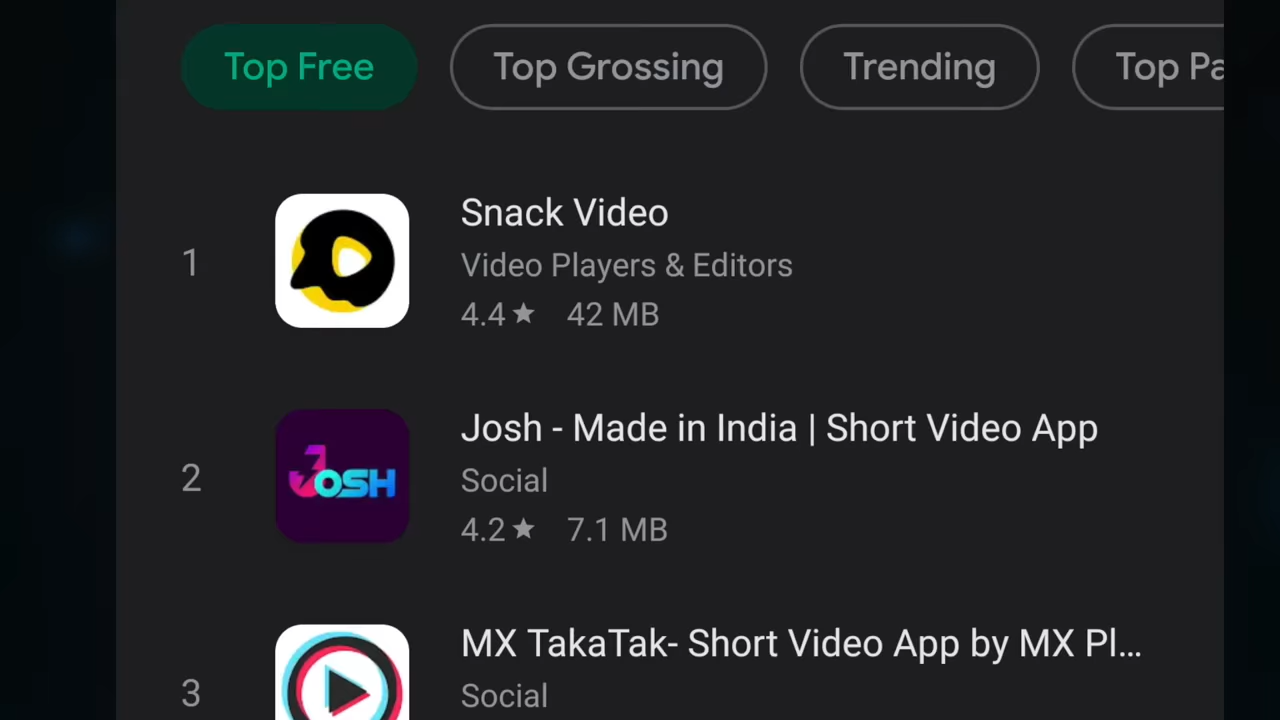 Top Free
Top Grossing
Trending
Top Pa
1
Snack Video
Video Players & Editors
4.4★ 42 MB
2
JOSH
Josh - Made in India | Short Video App
Social
4.2★ 7.1 MB
3
MX TakaTak- Short Video App by MX Pl...
Social